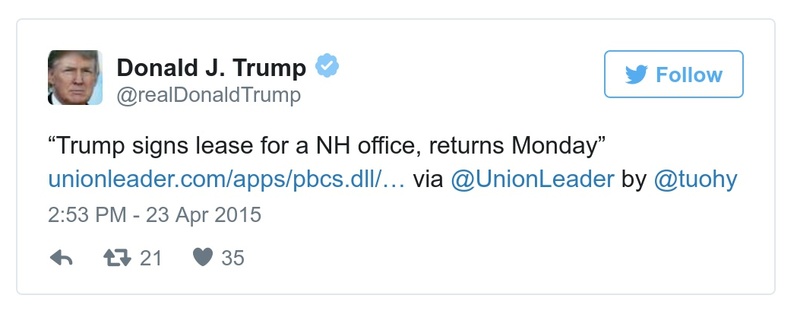 Donald J. Trump
@realDonaldTrump
Follow
“Trump signs lease for a NH office, returns Monday”
unionleader.com/apps/pbcs.dll/… via @UnionLeader by @tuohy
2:53 PM - 23 Apr 2015
21 35